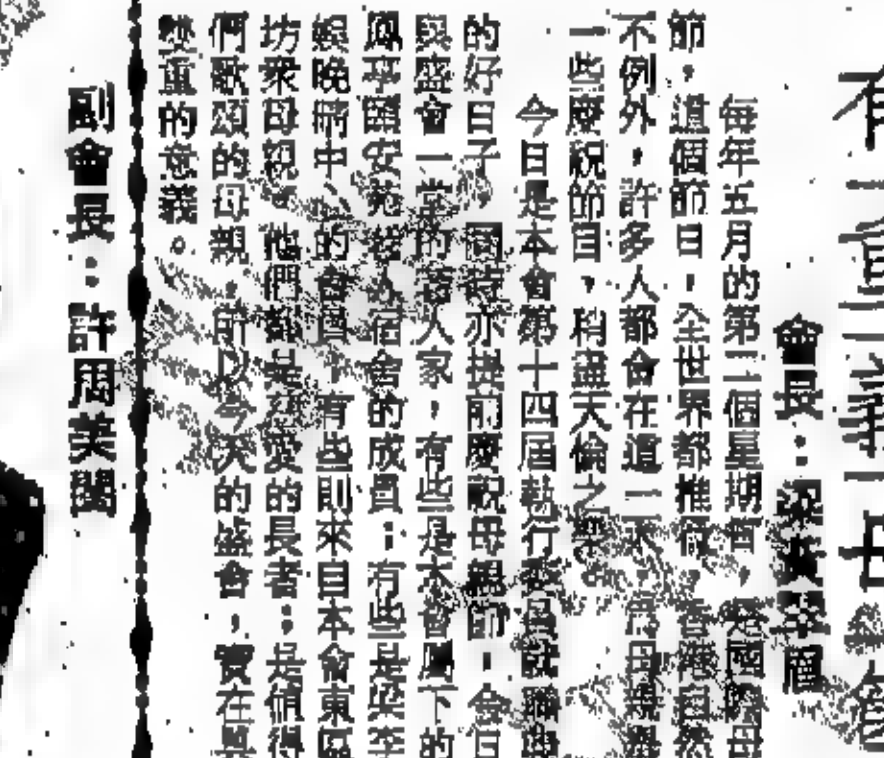 會長：梁
每年五月的第二個星期日，是國際母
節，這個節日，全世界都推行，香港自然
不例外，許多人都會在這一天，為母親舉
一些慶祝節目，稍盡天倫之樂。
今日是本會第十四屆執行委員就職典
的好日子，同時亦提前慶祝母親節，今日
與盛會一堂的老人家，有些是本會屬下的
鳳亭頤安苑老人宿舍的成員；有些是梁李
娛晚晴中心的會員，有些則來自本會東區
坊眾母親。他們都是慈愛的長者；是值得
們歌頌的母親，所以今天的盛會，實在具
雙重的意義。
副會長：許周美